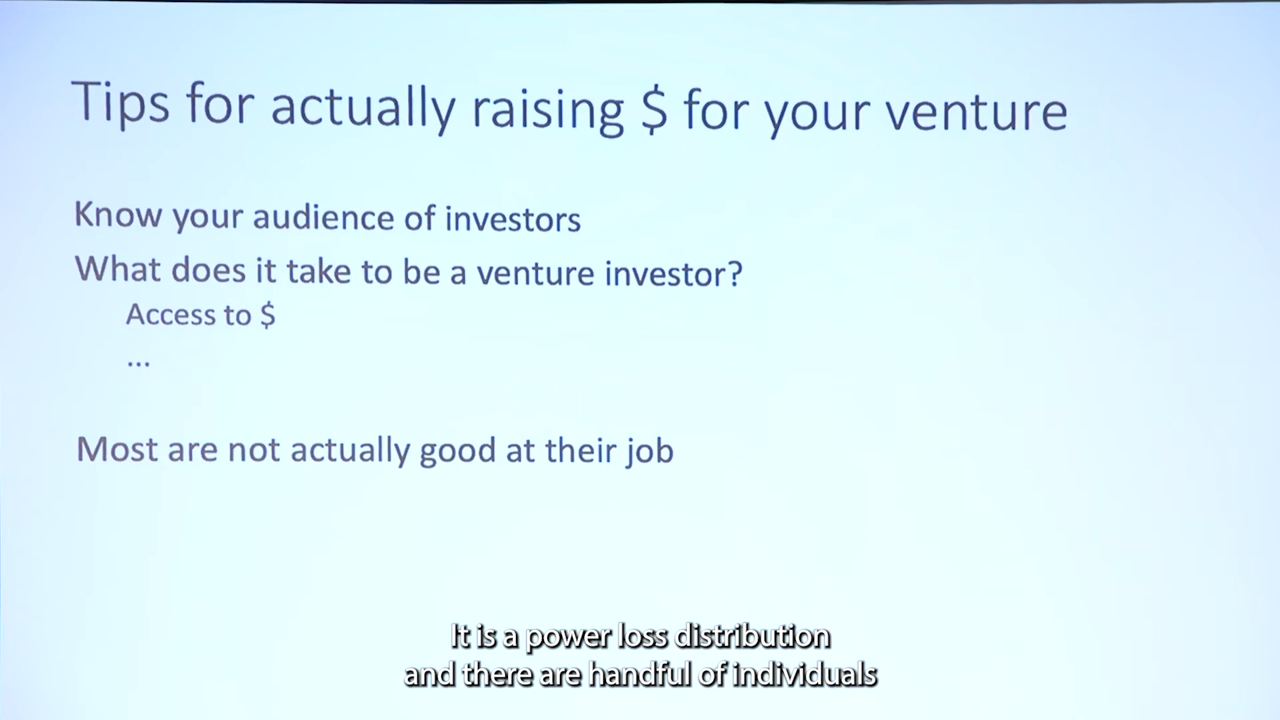 Tips for actually raising $ for your venture
Know your audience of investors
What does it take to be a venture investor?
Access to $
...
Most are not actually good at their job
It is a power loss distribution
and there are handful of individuals